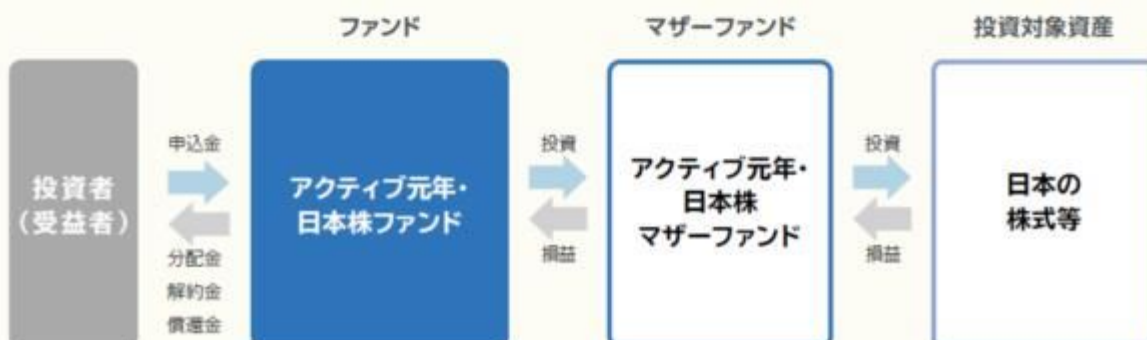 ファンド
マザーファンド
投資対象資産
投資者
（受益者）
申込金
分配金
解約金
償還金
アクティブ元年・
日本株ファンド
投資
損益
アクティブ元年・
日本株
マザーファンド
投資
損益
日本の
株式等